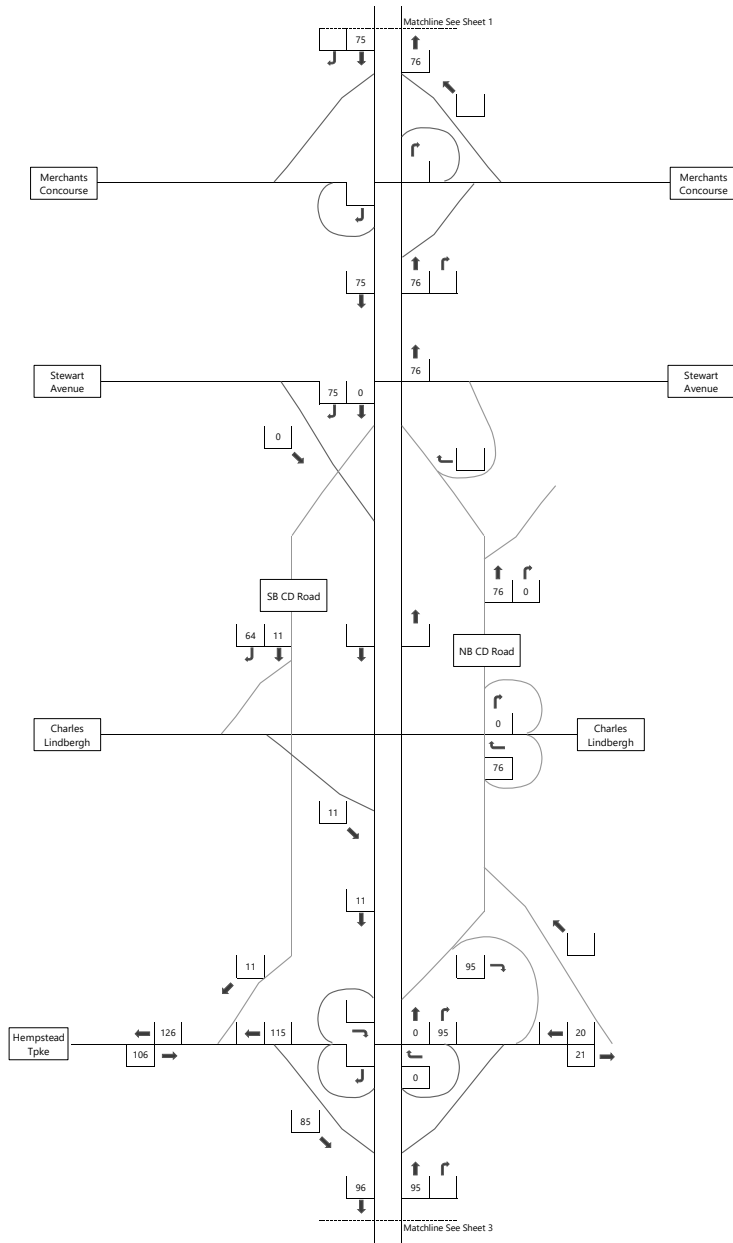 Matchline See Sheet 1
75
76
Merchants
Concourse
Merchants
Concourse
75
76
76
Stewart
Avenue
Stewart
Avenue
75 0
0
76 0
SB CD Road
64 11
NB CD Road
0
Charles
Lindbergh
Charles
Lindbergh
76
11
11
11
95
Hempstead
Tpke
126
115
0 95
20
106
21
0
85
96
95
Matchline See Sheet 3